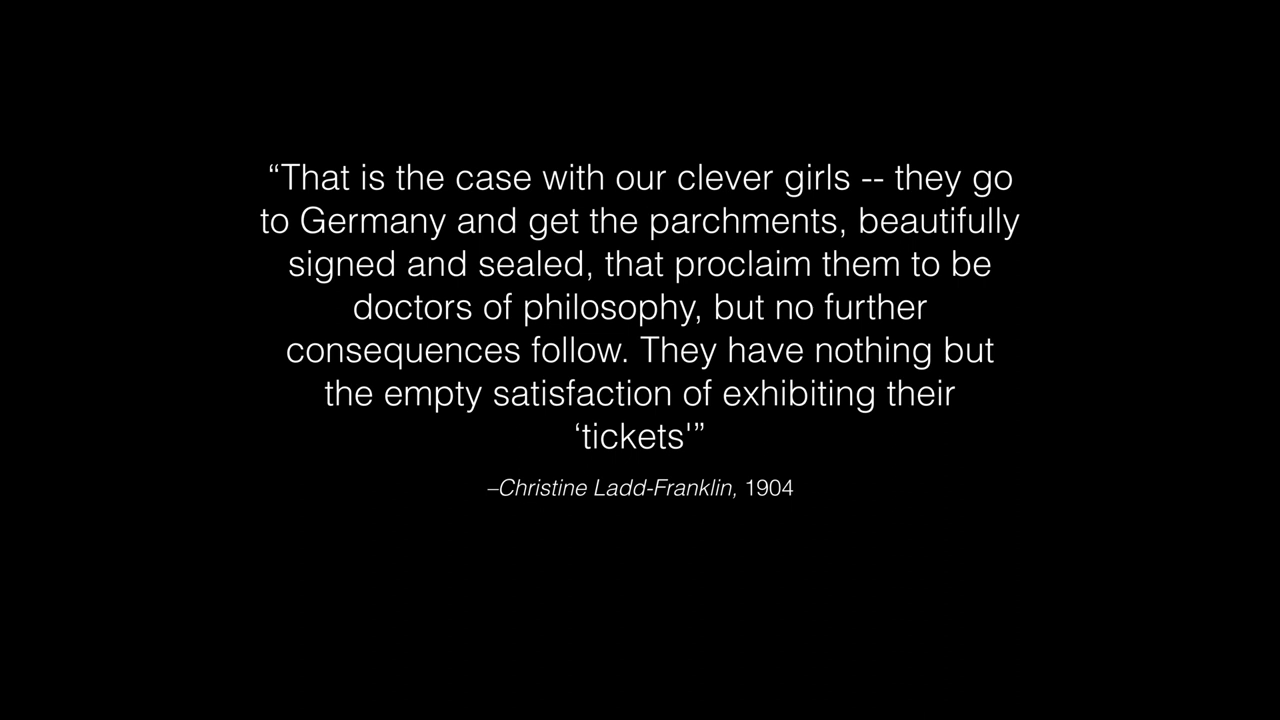 “That is the case with our clever girls -- they go
to Germany and get the parchments, beautifully
signed and sealed, that proclaim them to be
doctors of philosophy, but no further
consequences follow. They have nothing but
the empty satisfaction of exhibiting their
‘tickets'”
–Christine Ladd-Franklin, 1904